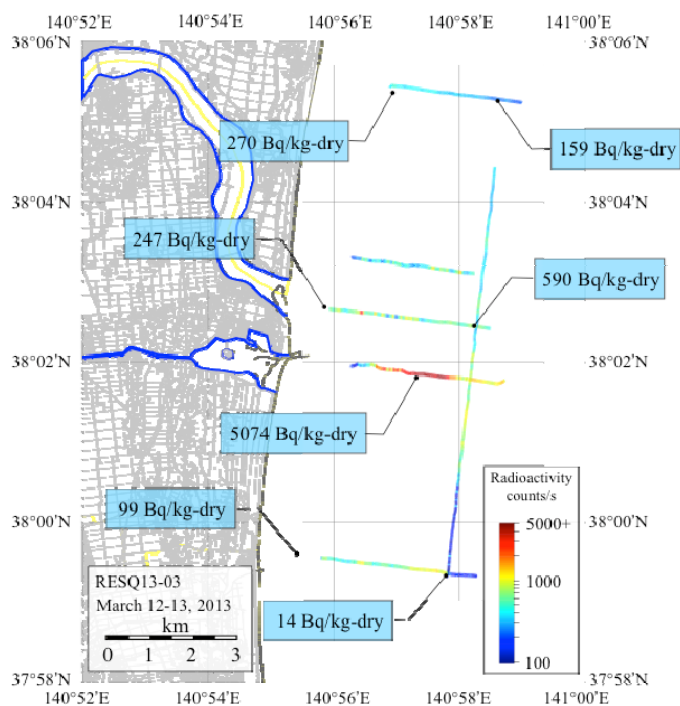 140°52'E 140°54'E 140°56'E 140°58'E 141°00'E
38°06'N 38°06'N
270 Bq/kg-dry 159 Bq/kg-dry
38°04'N 38°04'N
247 Bq/kg-dry
590 Bq/kg-dry
38°02'N 38°02'N
5074 Bq/kg-dry
Radioactivity
counts/s
99 Bq/kg-dry
38°00'N 38°00'N
5000+
1000
100
RESQ13-03
March 12-13, 2013
km
0 1 2 3
14 Bq/kg-dry
37°58'N 37°58'N
140°52'E 140°54'E 140°56'E 140°58'E 141°00'E